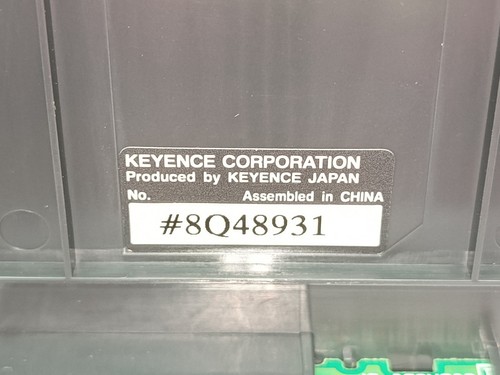 KEYENCE CORPORATION
Produced by KEYENCE JAPAN
No. Assembled in CHINA
#8Q48931